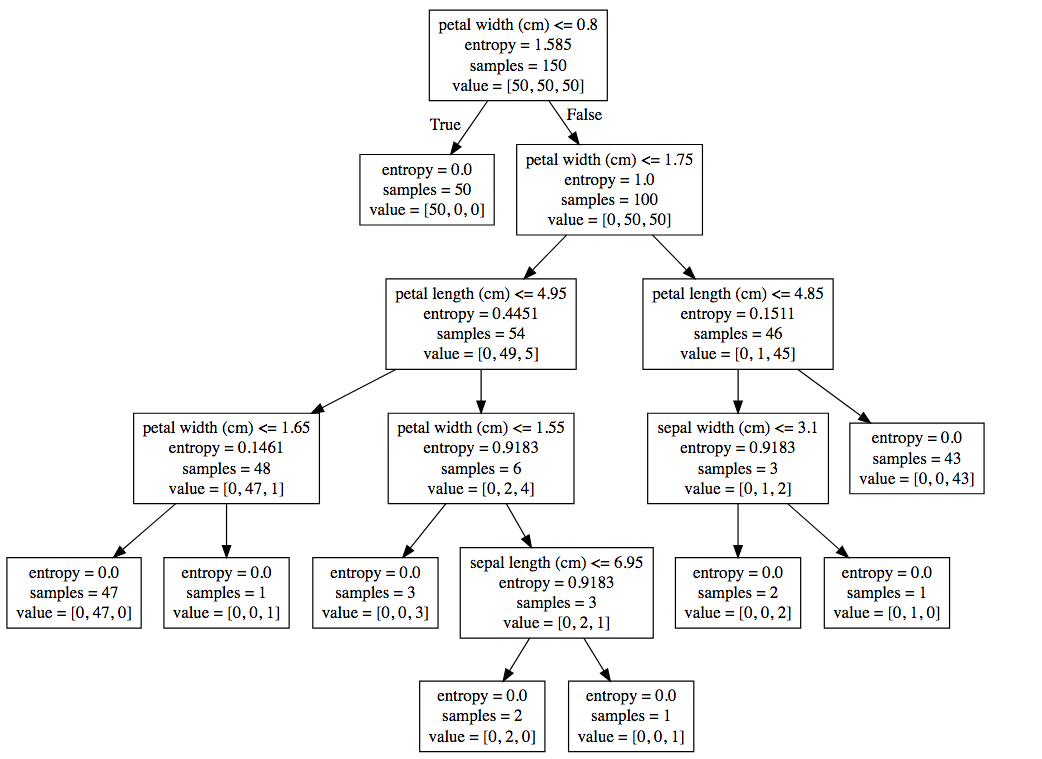 petal width (cm) <= 0.8
entropy = 1.585
samples = 150
value = [50, 50, 50]
True
False
entropy = 0.0
samples = 50
value = [50, 0, 0]
petal width (cm) <= 1.75
entropy = 1.0
samples = 100
value = [0, 50, 50]
petal length (cm) <= 4.95
entropy = 0.4451
samples = 54
value = [0, 49, 5]
petal length (cm) <= 4.85
entropy = 0.1511
samples = 46
value = [0, 1, 45]
petal width (cm) <= 1.65
entropy = 0.1461
samples = 48
value = [0, 47, 1]
petal width (cm) <= 1.55
entropy = 0.9183
samples = 6
value = [0, 2, 4]
sepal width (cm) <= 3.1
entropy = 0.9183
samples = 3
value = [0, 1, 2]
entropy = 0.0
samples = 43
value = [0, 0, 43]
entropy = 0.0
samples = 47
value = [0, 47, 0]
entropy = 0.0
samples = 1
value = [0, 0, 1]
entropy = 0.0
samples = 3
value = [0, 0, 3]
sepal length (cm) <= 6.95
entropy = 0.9183
samples = 3
value = [0, 2, 1]
entropy = 0.0
samples = 2
value = [0, 0, 2]
entropy = 0.0
samples = 1
value = [0, 1, 0]
entropy = 0.0
samples = 2
value = [0, 2, 0]
entropy = 0.0
samples = 1
value = [0, 0, 1]